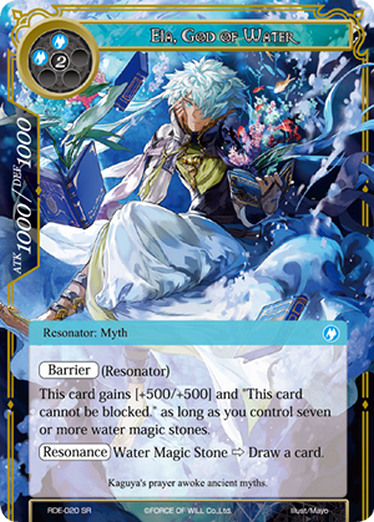 Eja, God of Water
2
ATK 1000 / DEF 1000
Resonator: Myth
Barrier (Resonator)
This card gains [+500/+500] and "This card
cannot be blocked." as long as you control seven
or more water magic stones.
Resonance Water Magic Stone ⇨ Draw a card.
Kaguya's prayer awoke ancient myths.
RDE-020 SR ©FORCE OF WILL Co.,Ltd. Illust/Mayo